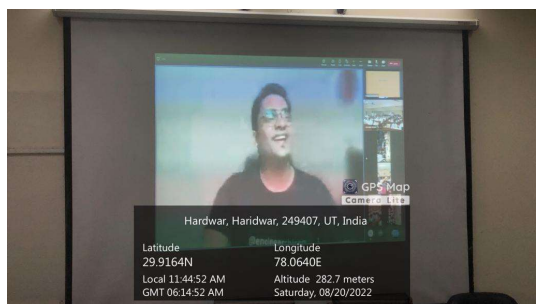 GPS Map
Camera Lite
Hardwar, Haridwar, 249407, UT, India
Latitude
29.9164N
Longitude
78.0640E
Local 11:44:52 AM
GMT 06:14:52 AM
Altitude 282.7 meters
Saturday, 08/20/2022